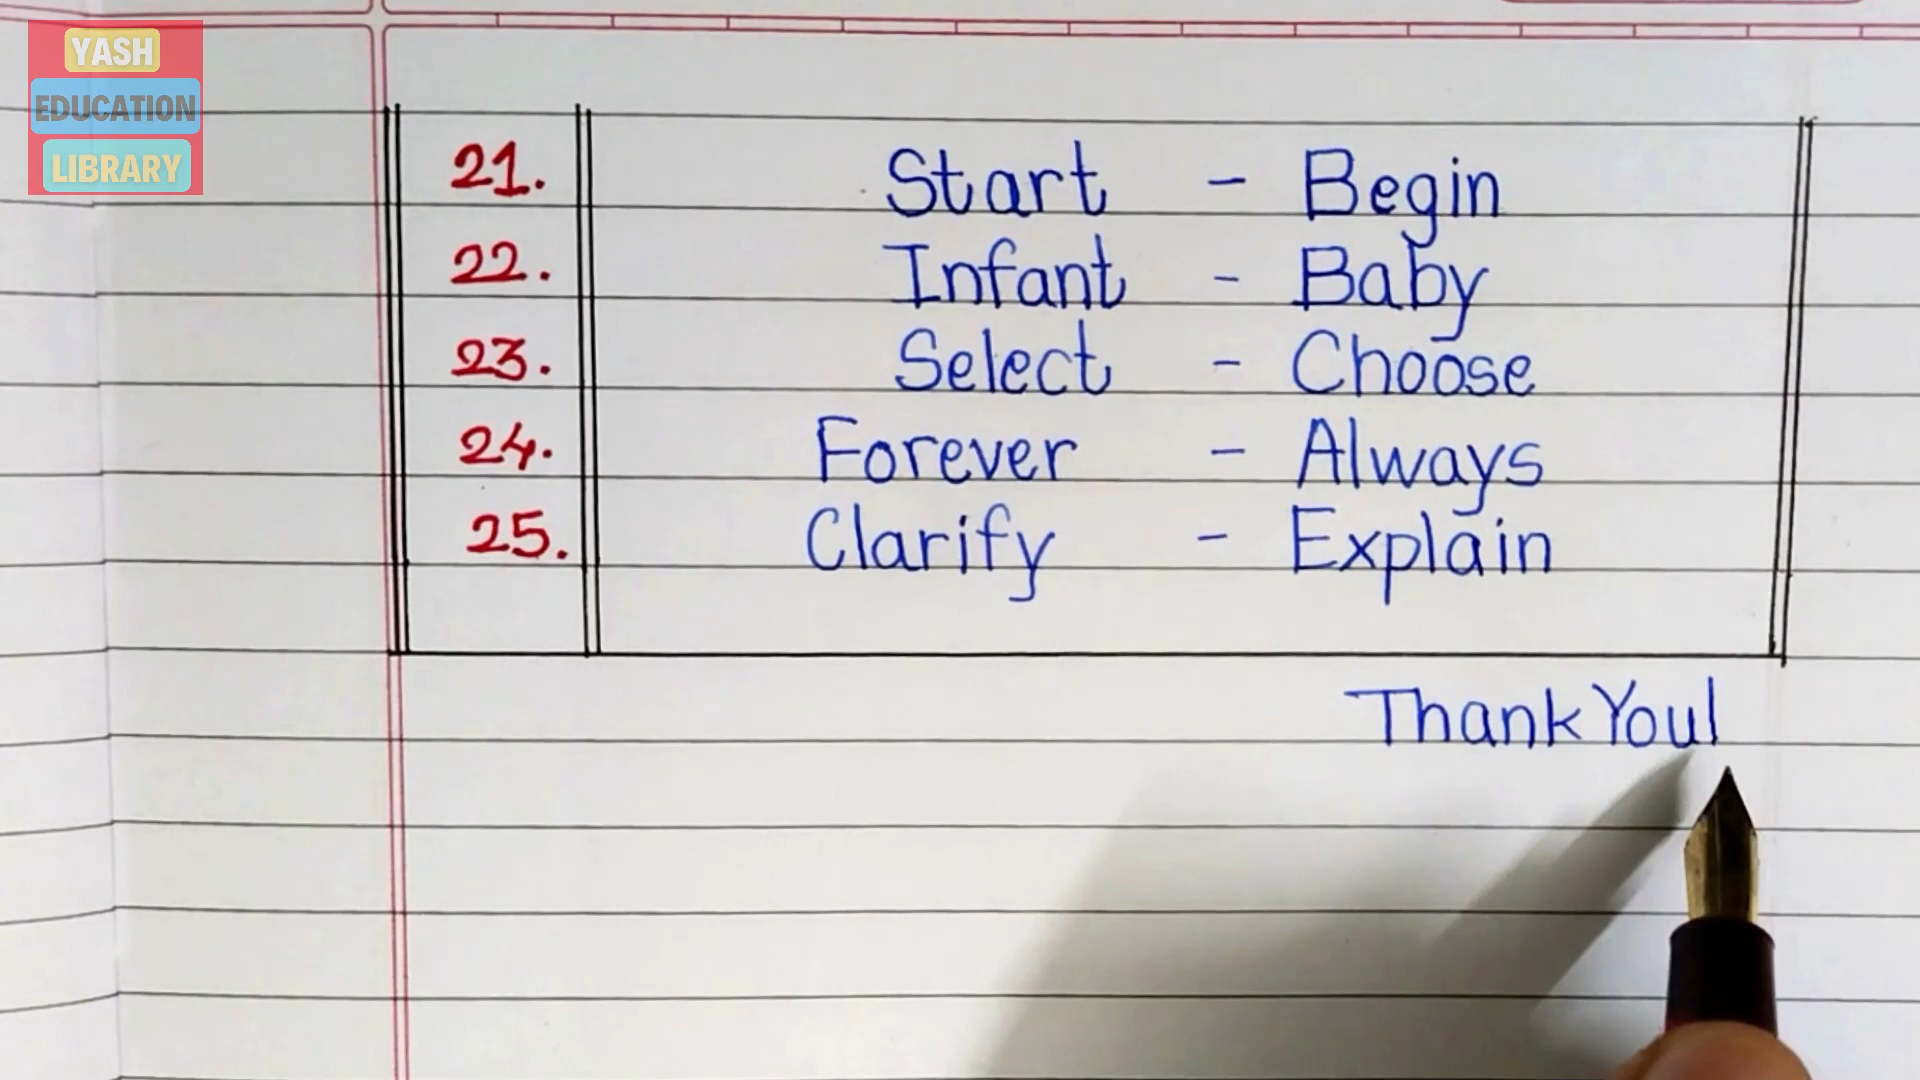 YASH
EDUCATION
LIBRARY
21. Start - Begin
22. Infant - Baby
23. Select - Choose
24. Forever - Always
25. Clarify - Explain
Thank You!